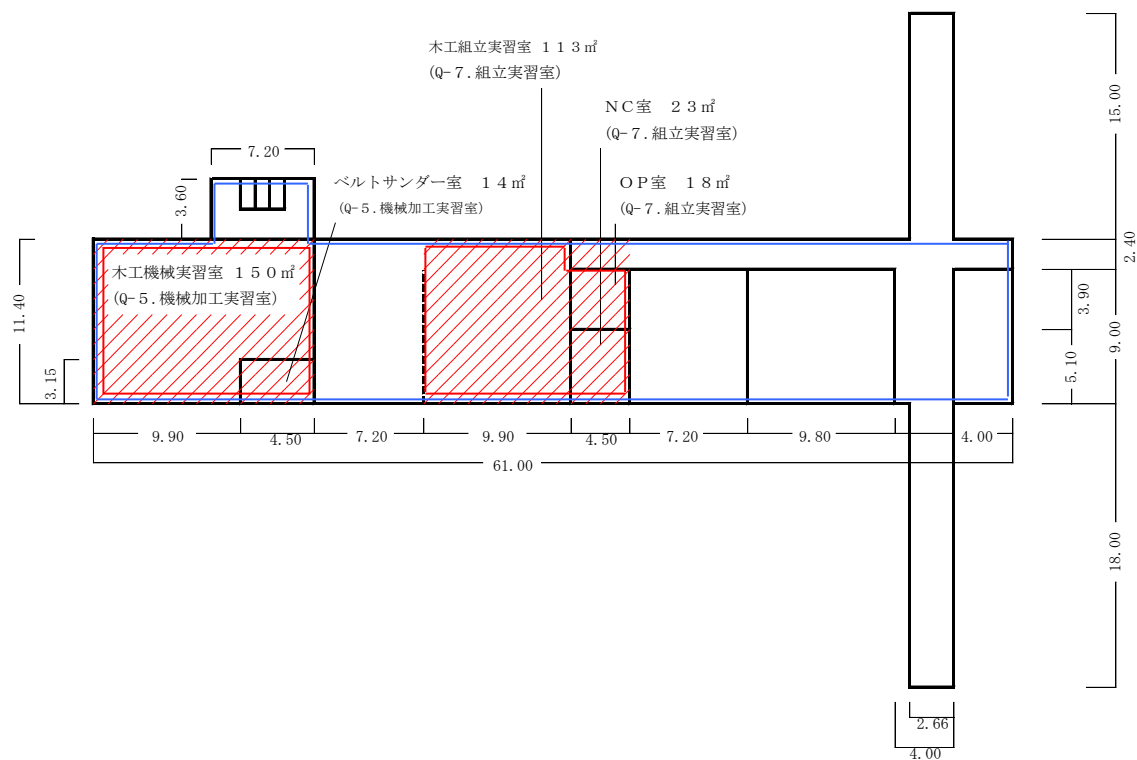 木工組立実習室 １１３㎡
(Q-７.組立実習室)
ＮＣ室　２３㎡
(Q-７.組立実習室)
ベルトサンダー室　１４㎡
(Q-５.機械加工実習室)
ＯＰ室　１８㎡
(Q-７.組立実習室)
木工機械実習室 １５０㎡
(Q-５.機械加工実習室)
7.20
3.60
15.00
2.40
11.40
3.15
3.90
9.00
5.10
9.90
4.50
7.20
9.90
4.50
7.20
9.80
4.00
61.00
18.00
2.66
4.00